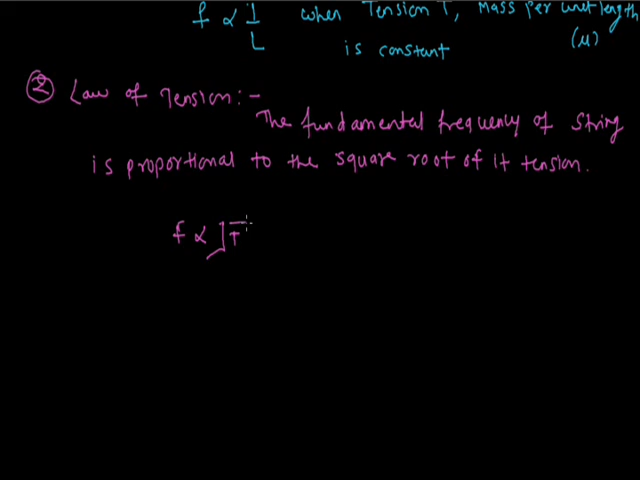 f ∝ 1/L when Tension T, Mass per unit length
is constant (μ)
② Law of Tension:-
The fundamental frequency of String
is proportional to the square root of it tension.
f ∝ √T